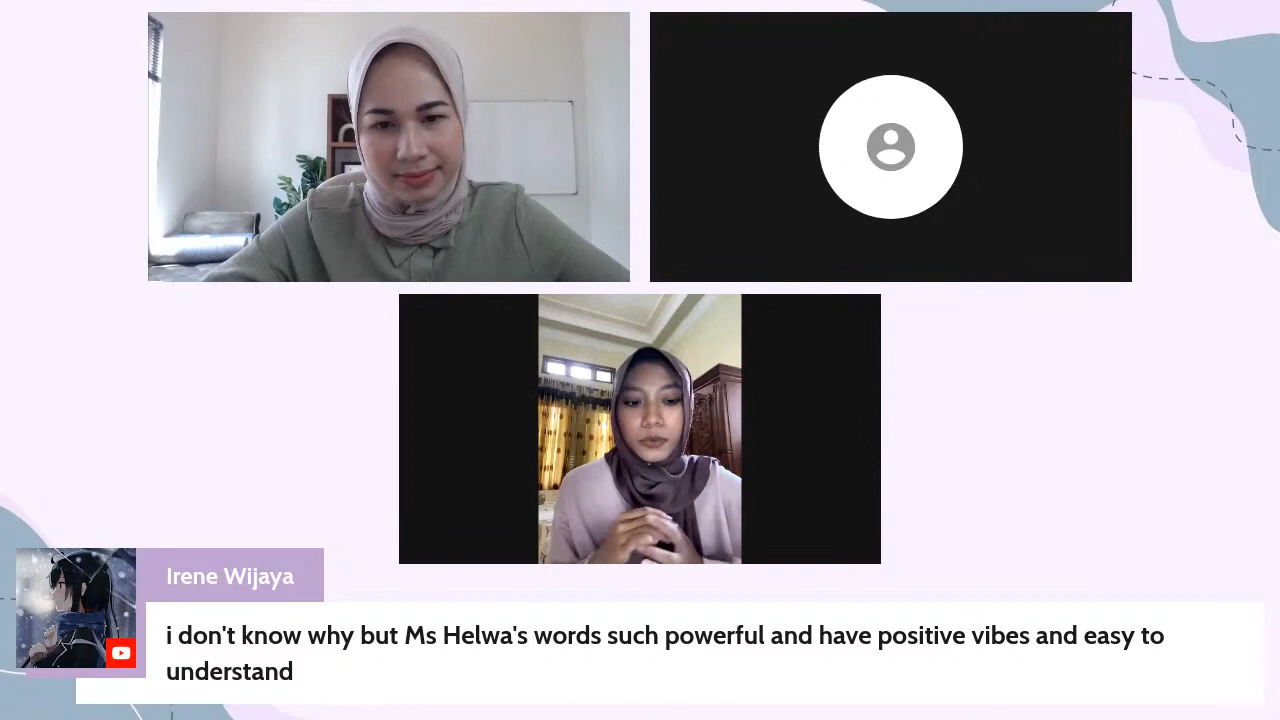 Irene Wijaya
i don't know why but Ms Helwa's words such powerful and have positive vibes and easy to
understand